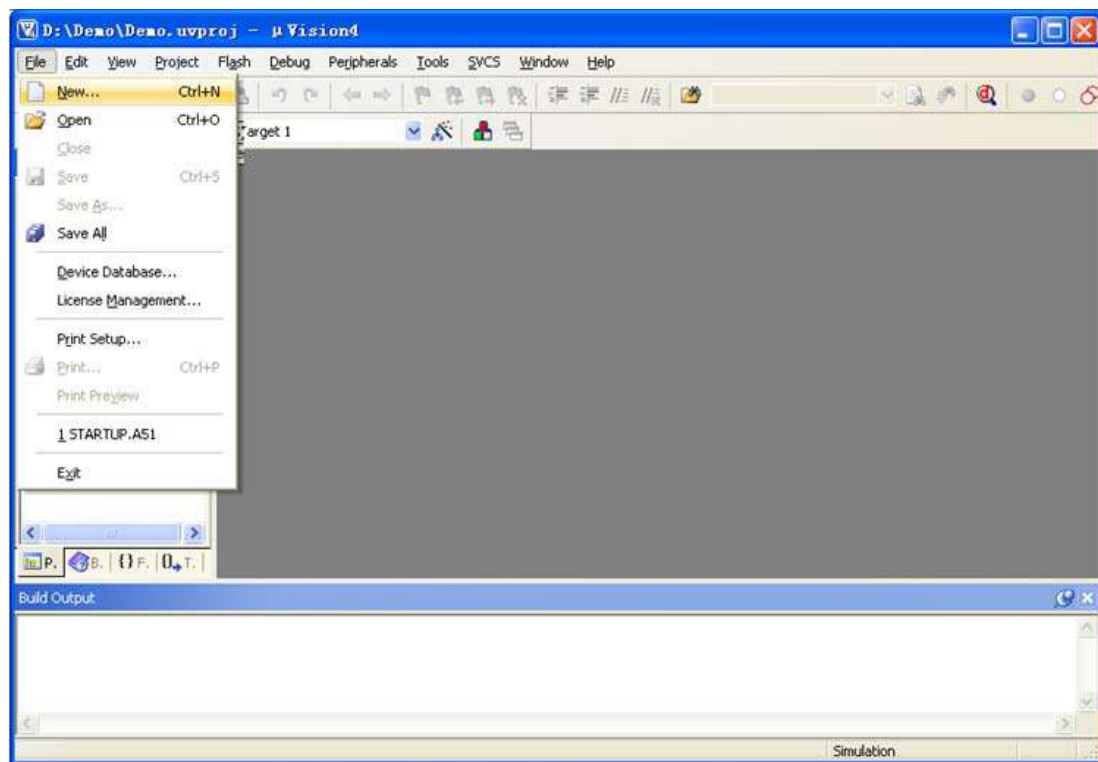 D:\Demo\Demo.uvproj - µVision4
File Edit View Project Flash Debug Peripherals Tools SVCS Window Help
New... Ctrl+N
Open Ctrl+O
arget 1
Close
Save Ctrl+S
Save As...
Save All
Device Database...
License Management...
Print Setup...
Print... Ctrl+P
Print Preview
1 STARTUP.A51
Exit
P. B. {} F. 0 T.
Build Output
Simulation